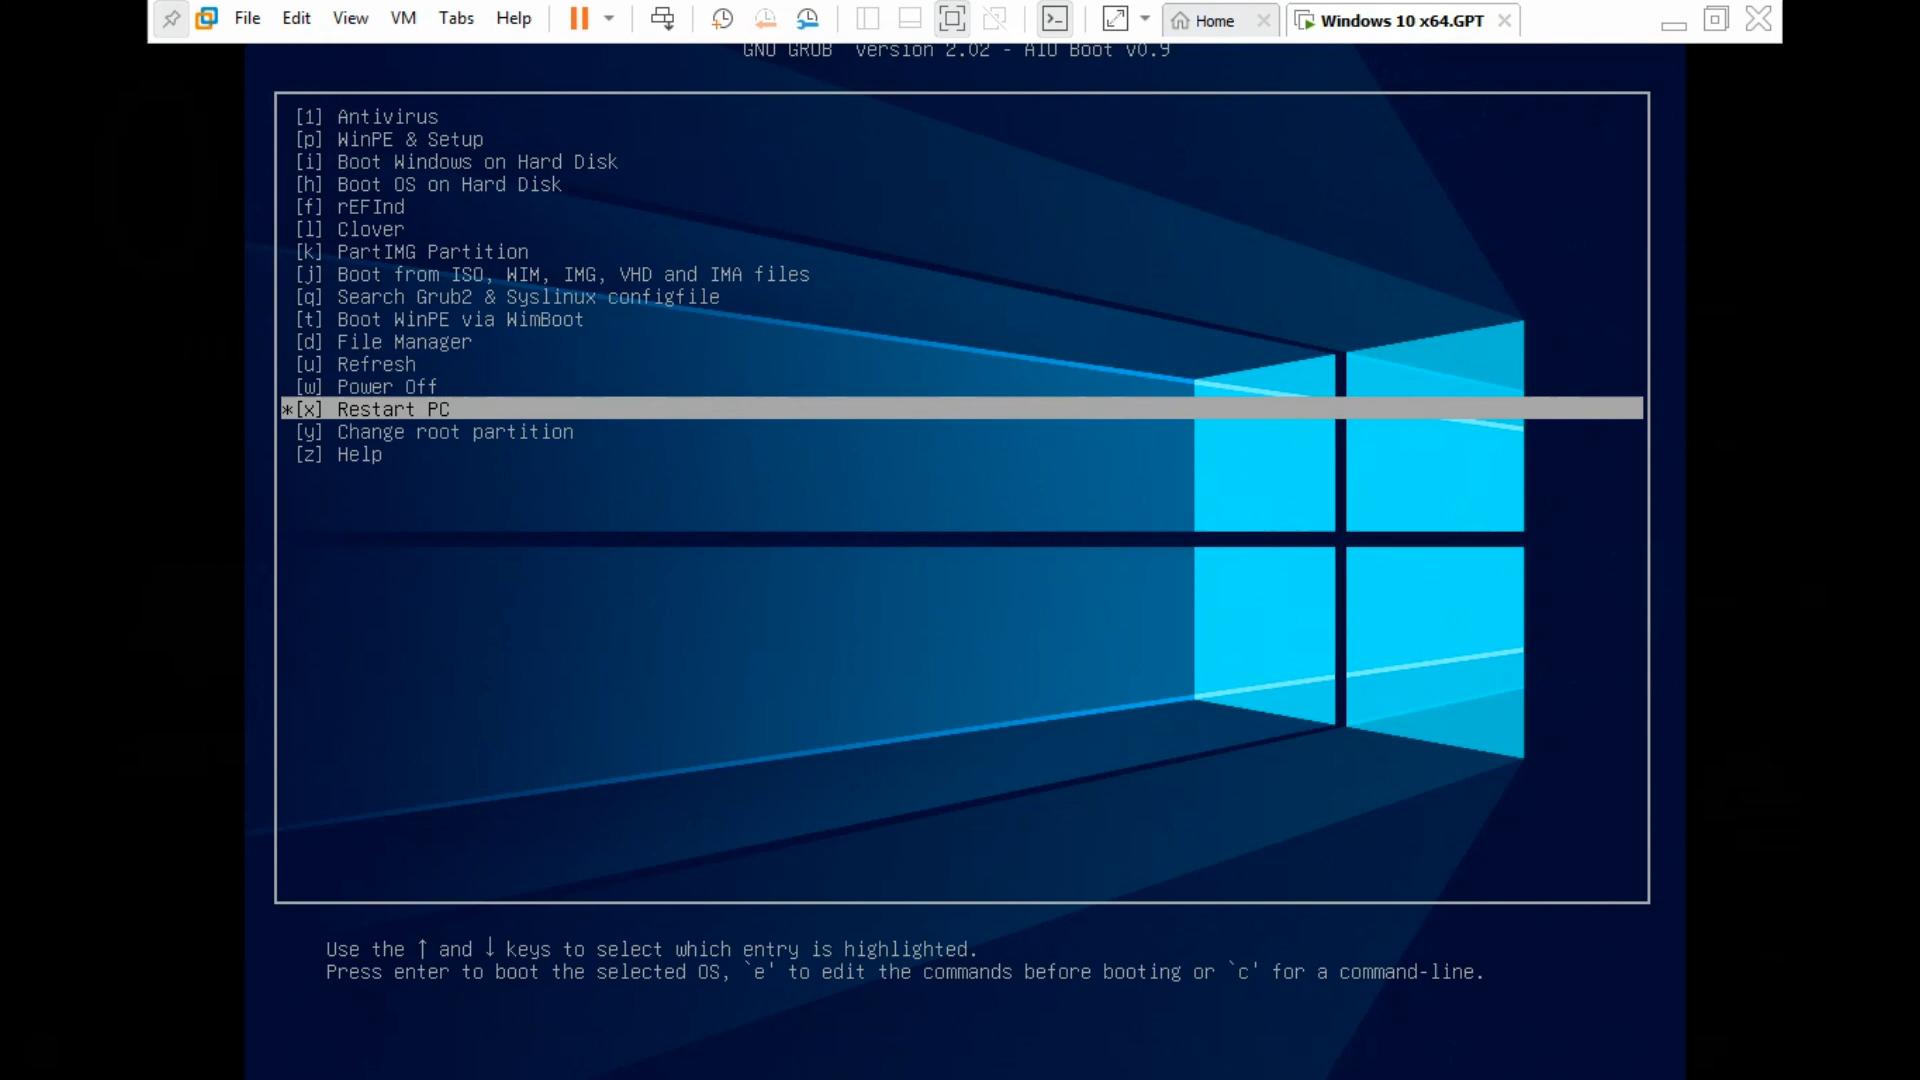 File Edit View VM Tabs Help Home Windows 10 x64.GPT
GNU GRUB version 2.02 - AIO Boot v0.9
[1] Antivirus
[p] WinPE & Setup
[i] Boot Windows on Hard Disk
[h] Boot OS on Hard Disk
[f] rEFInd
[l] Clover
[k] PartIMG Partition
[j] Boot from ISO, WIM, IMG, VHD and IMA files
[q] Search Grub2 & Syslinux configfile
[t] Boot WinPE via WimBoot
[d] File Manager
[u] Refresh
[w] Power Off
*[x] Restart PC
[y] Change root partition
[z] Help
Use the ↑ and ↓ keys to select which entry is highlighted.
Press enter to boot the selected OS, `e' to edit the commands before booting or `c' for a command-line.